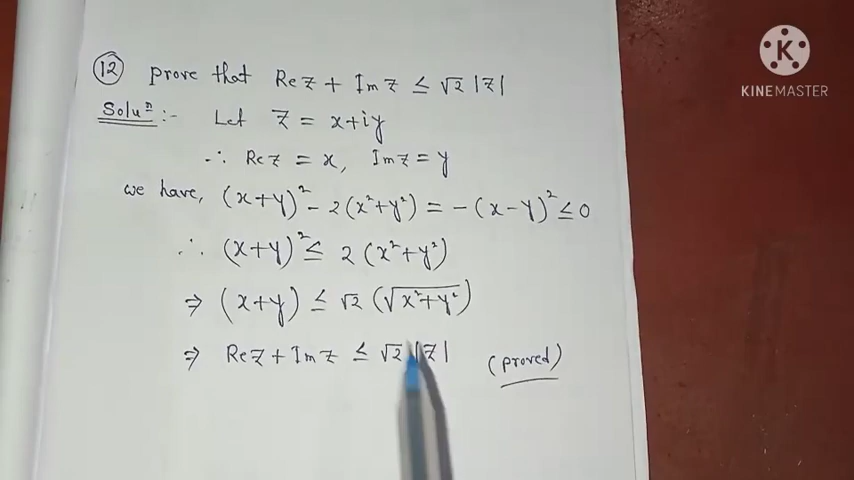 (12) prove that Re z + Im z ≤ √2 |z|
Soluⁿ :- Let z = x+iy
∴ Re z = x, Im z = y
we have, (x+y)² - 2(x²+y²) = -(x-y)² ≤ 0
∴ (x+y)² ≤ 2(x²+y²)
⇒ (x+y) ≤ √2 (√x²+y²)
⇒ Re z + Im z ≤ √2 |z| (proved)
K
KINEMASTER